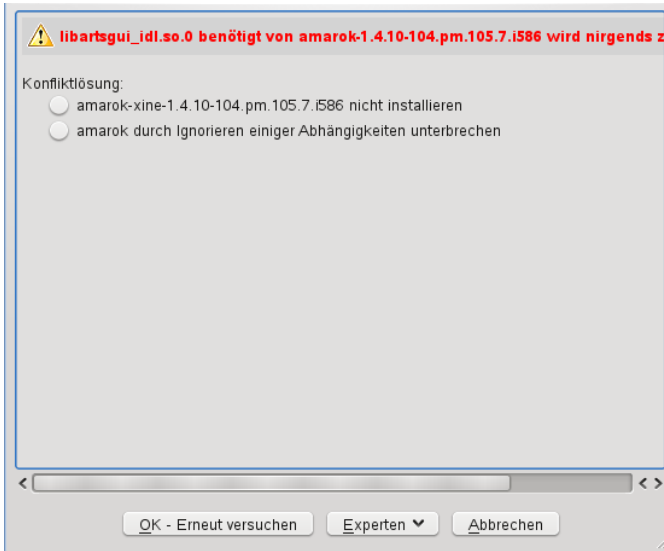 libartsgui_idl.so.0 benötigt von amarok-1.4.10-104.pm.105.7.i586 wird nirgends z
Konfliktlösung:
amarok-xine-1.4.10-104.pm.105.7.i586 nicht installieren
amarok durch Ignorieren einiger Abhängigkeiten unterbrechen
OK - Erneut versuchen Experten Abbrechen